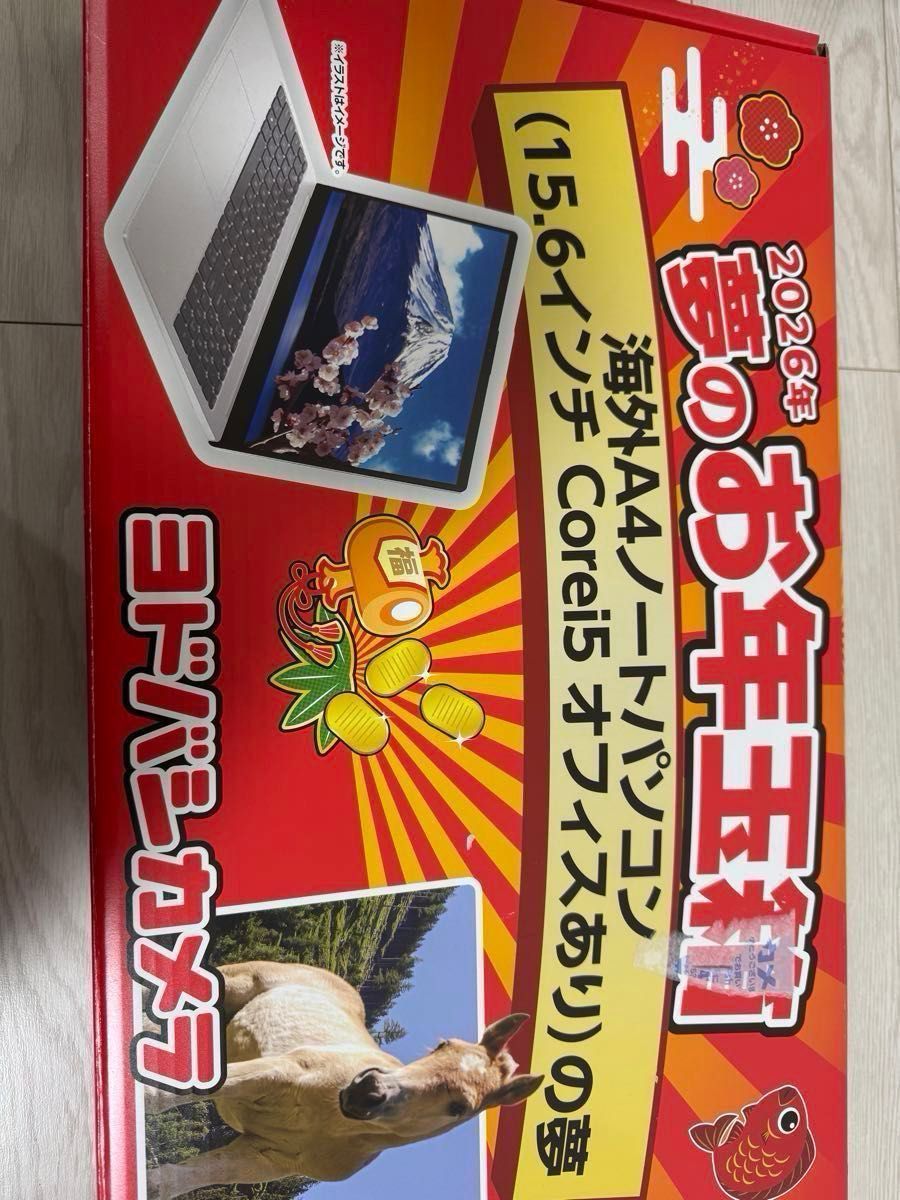 2026年
夢のお年玉箱
海外A4ノートパソコン
(15.6インチ Corei5 オフィスあり)の夢
※イラストはイメージです。
福
ヨドバシカメラ